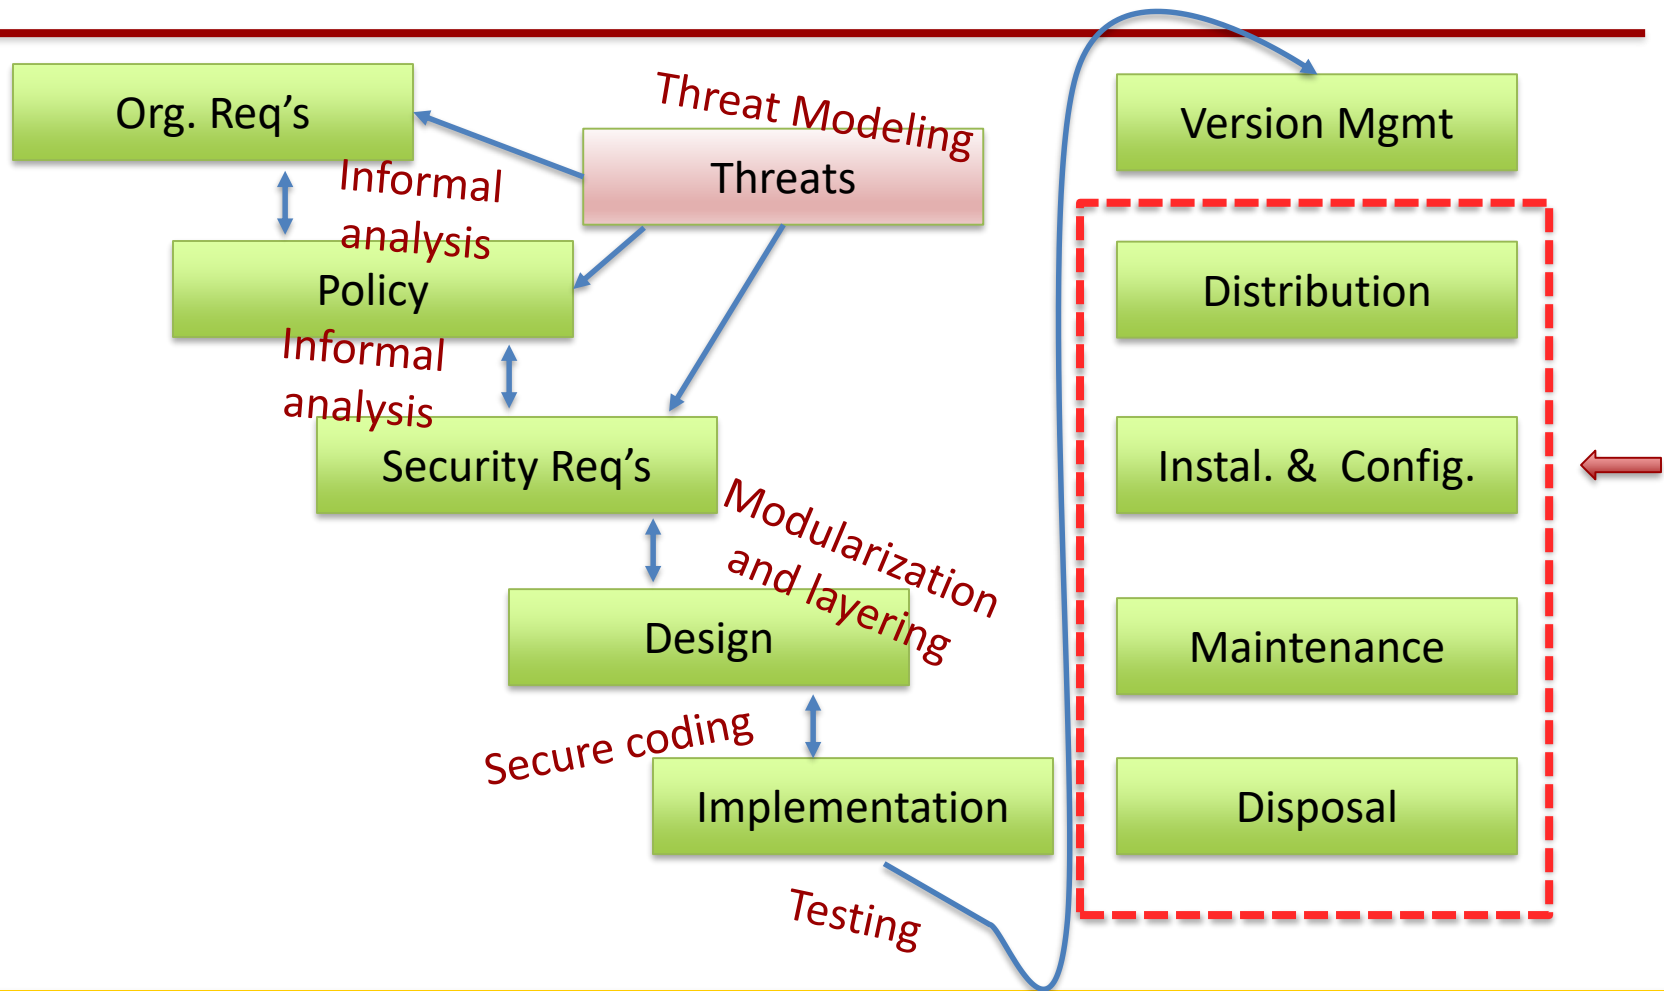 Org. Req's
Threat Modeling
Threats
Informal
analysis
Policy
Informal
analysis
Security Req's
Modularization
and layering
Design
Secure coding
Implementation
Testing
Version Mgmt
Distribution
Instal. & Config.
Maintenance
Disposal